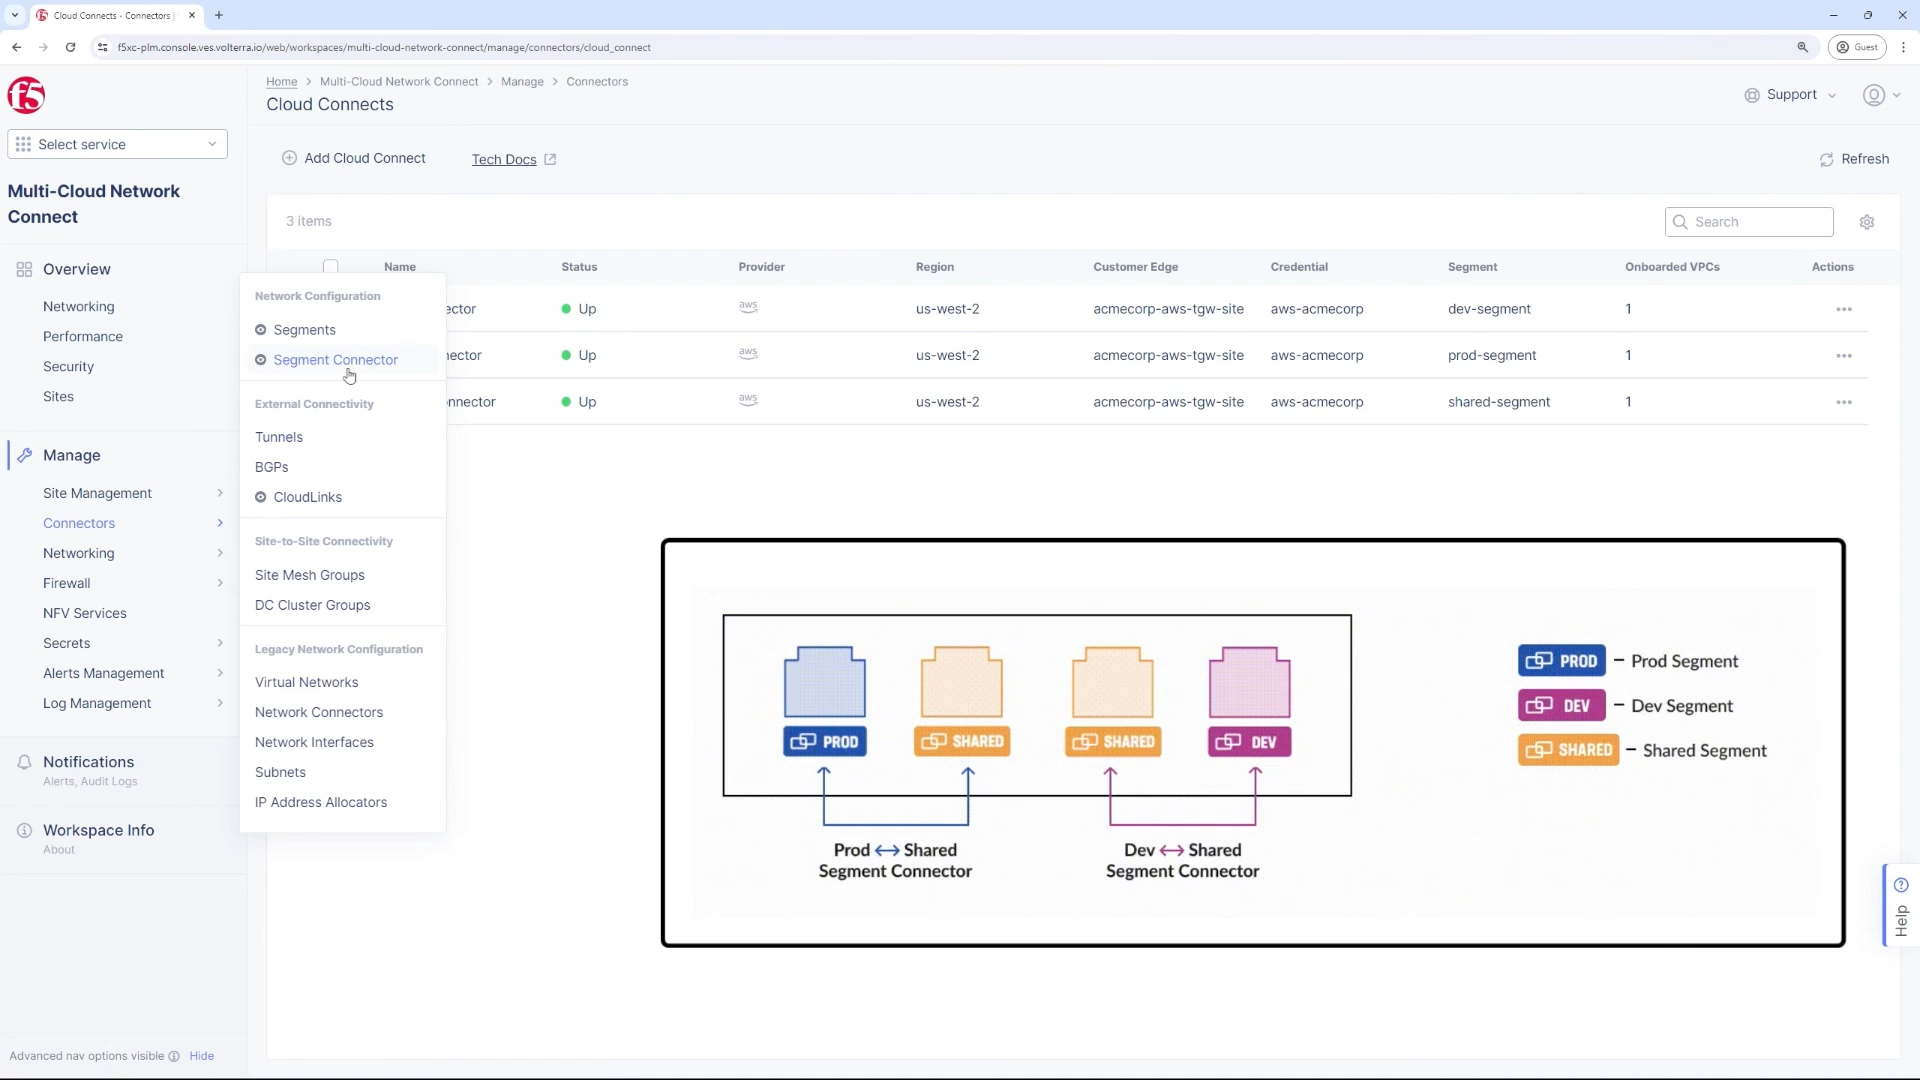 Cloud Connects - Connectors |
f5xc-plm.console.ves.volterra.io/web/workspaces/multi-cloud-network-connect/manage/connectors/cloud_connect
Guest
f5
Select service
Multi-Cloud Network
Connect
Overview
Networking
Performance
Security
Sites
Manage
Site Management
Connectors
Networking
Firewall
NFV Services
Secrets
Alerts Management
Log Management
Notifications
Alerts, Audit Logs
Workspace Info
About
Advanced nav options visible Hide
Home > Multi-Cloud Network Connect > Manage > Connectors
Cloud Connects
Support
Add Cloud Connect
Tech Docs
Refresh
3 items
Search
Name Status Provider Region Customer Edge Credential Segment Onboarded VPCs Actions
ector Up aws us-west-2 acmecorp-aws-tgw-site aws-acmecorp dev-segment 1
nector Up aws us-west-2 acmecorp-aws-tgw-site aws-acmecorp prod-segment 1
nnector Up aws us-west-2 acmecorp-aws-tgw-site aws-acmecorp shared-segment 1
Network Configuration
Segments
Segment Connector
External Connectivity
Tunnels
BGPs
CloudLinks
Site-to-Site Connectivity
Site Mesh Groups
DC Cluster Groups
Legacy Network Configuration
Virtual Networks
Network Connectors
Network Interfaces
Subnets
IP Address Allocators
PROD
SHARED
SHARED
DEV
Prod ↔ Shared
Segment Connector
Dev ↔ Shared
Segment Connector
PROD – Prod Segment
DEV – Dev Segment
SHARED – Shared Segment
Help